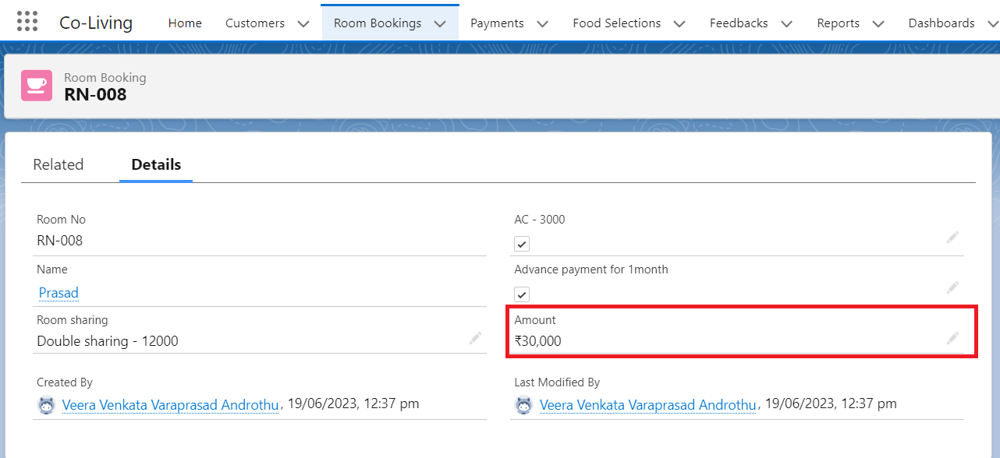 Co-Living Home Customers Room Bookings Payments Food Selections Feedbacks Reports Dashboards
Room Booking
RN-008
Related Details
Room No
RN-008
AC - 3000
Name
Prasad
Advance payment for 1month
Room sharing
Double sharing - 12000
Amount
₹30,000
Created By
Veera Venkata Varaprasad Androthu, 19/06/2023, 12:37 pm
Last Modified By
Veera Venkata Varaprasad Androthu, 19/06/2023, 12:37 pm